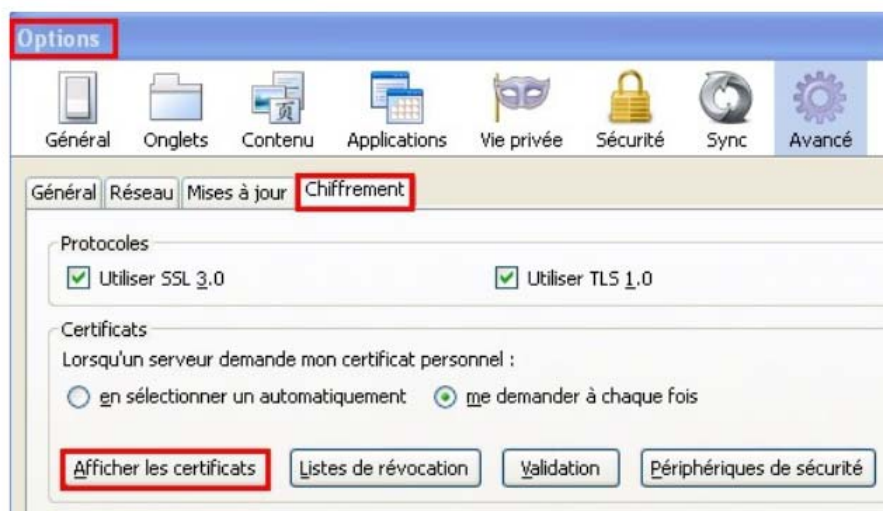 Options
Général Onglets Contenu Applications Vie privée Sécurité Sync Avancé
Général Réseau Mises à jour Chiffrement
Protocoles
Utiliser SSL 3.0 Utiliser TLS 1.0
Certificats
Lorsqu'un serveur demande mon certificat personnel :
en sélectionner un automatiquement me demander à chaque fois
Afficher les certificats Listes de révocation Validation Périphériques de sécurité